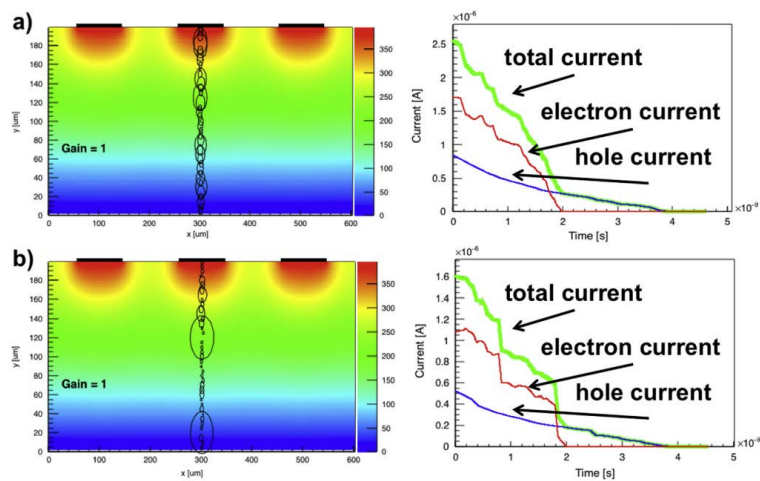 a)
180
160
140
120
100
80
60
40
20
0
y [um]
Gain = 1
0 100 200 300 400 500 600
x [um]
350
300
250
200
150
100
50
0
×10⁻⁶
2.5
2
1.5
1
0.5
0
Current [A]
total current
electron current
hole current
0 1 2 3 4 5
×10⁻⁹
Time [s]
b)
180
160
140
120
100
80
60
40
20
0
y [um]
Gain = 1
0 100 200 300 400 500 600
x [um]
350
300
250
200
150
100
50
0
×10⁻⁶
1.6
1.4
1.2
1
0.8
0.6
0.4
0.2
0
Current [A]
total current
electron current
hole current
0 1 2 3 4 5
×10⁻⁹
Time [s]